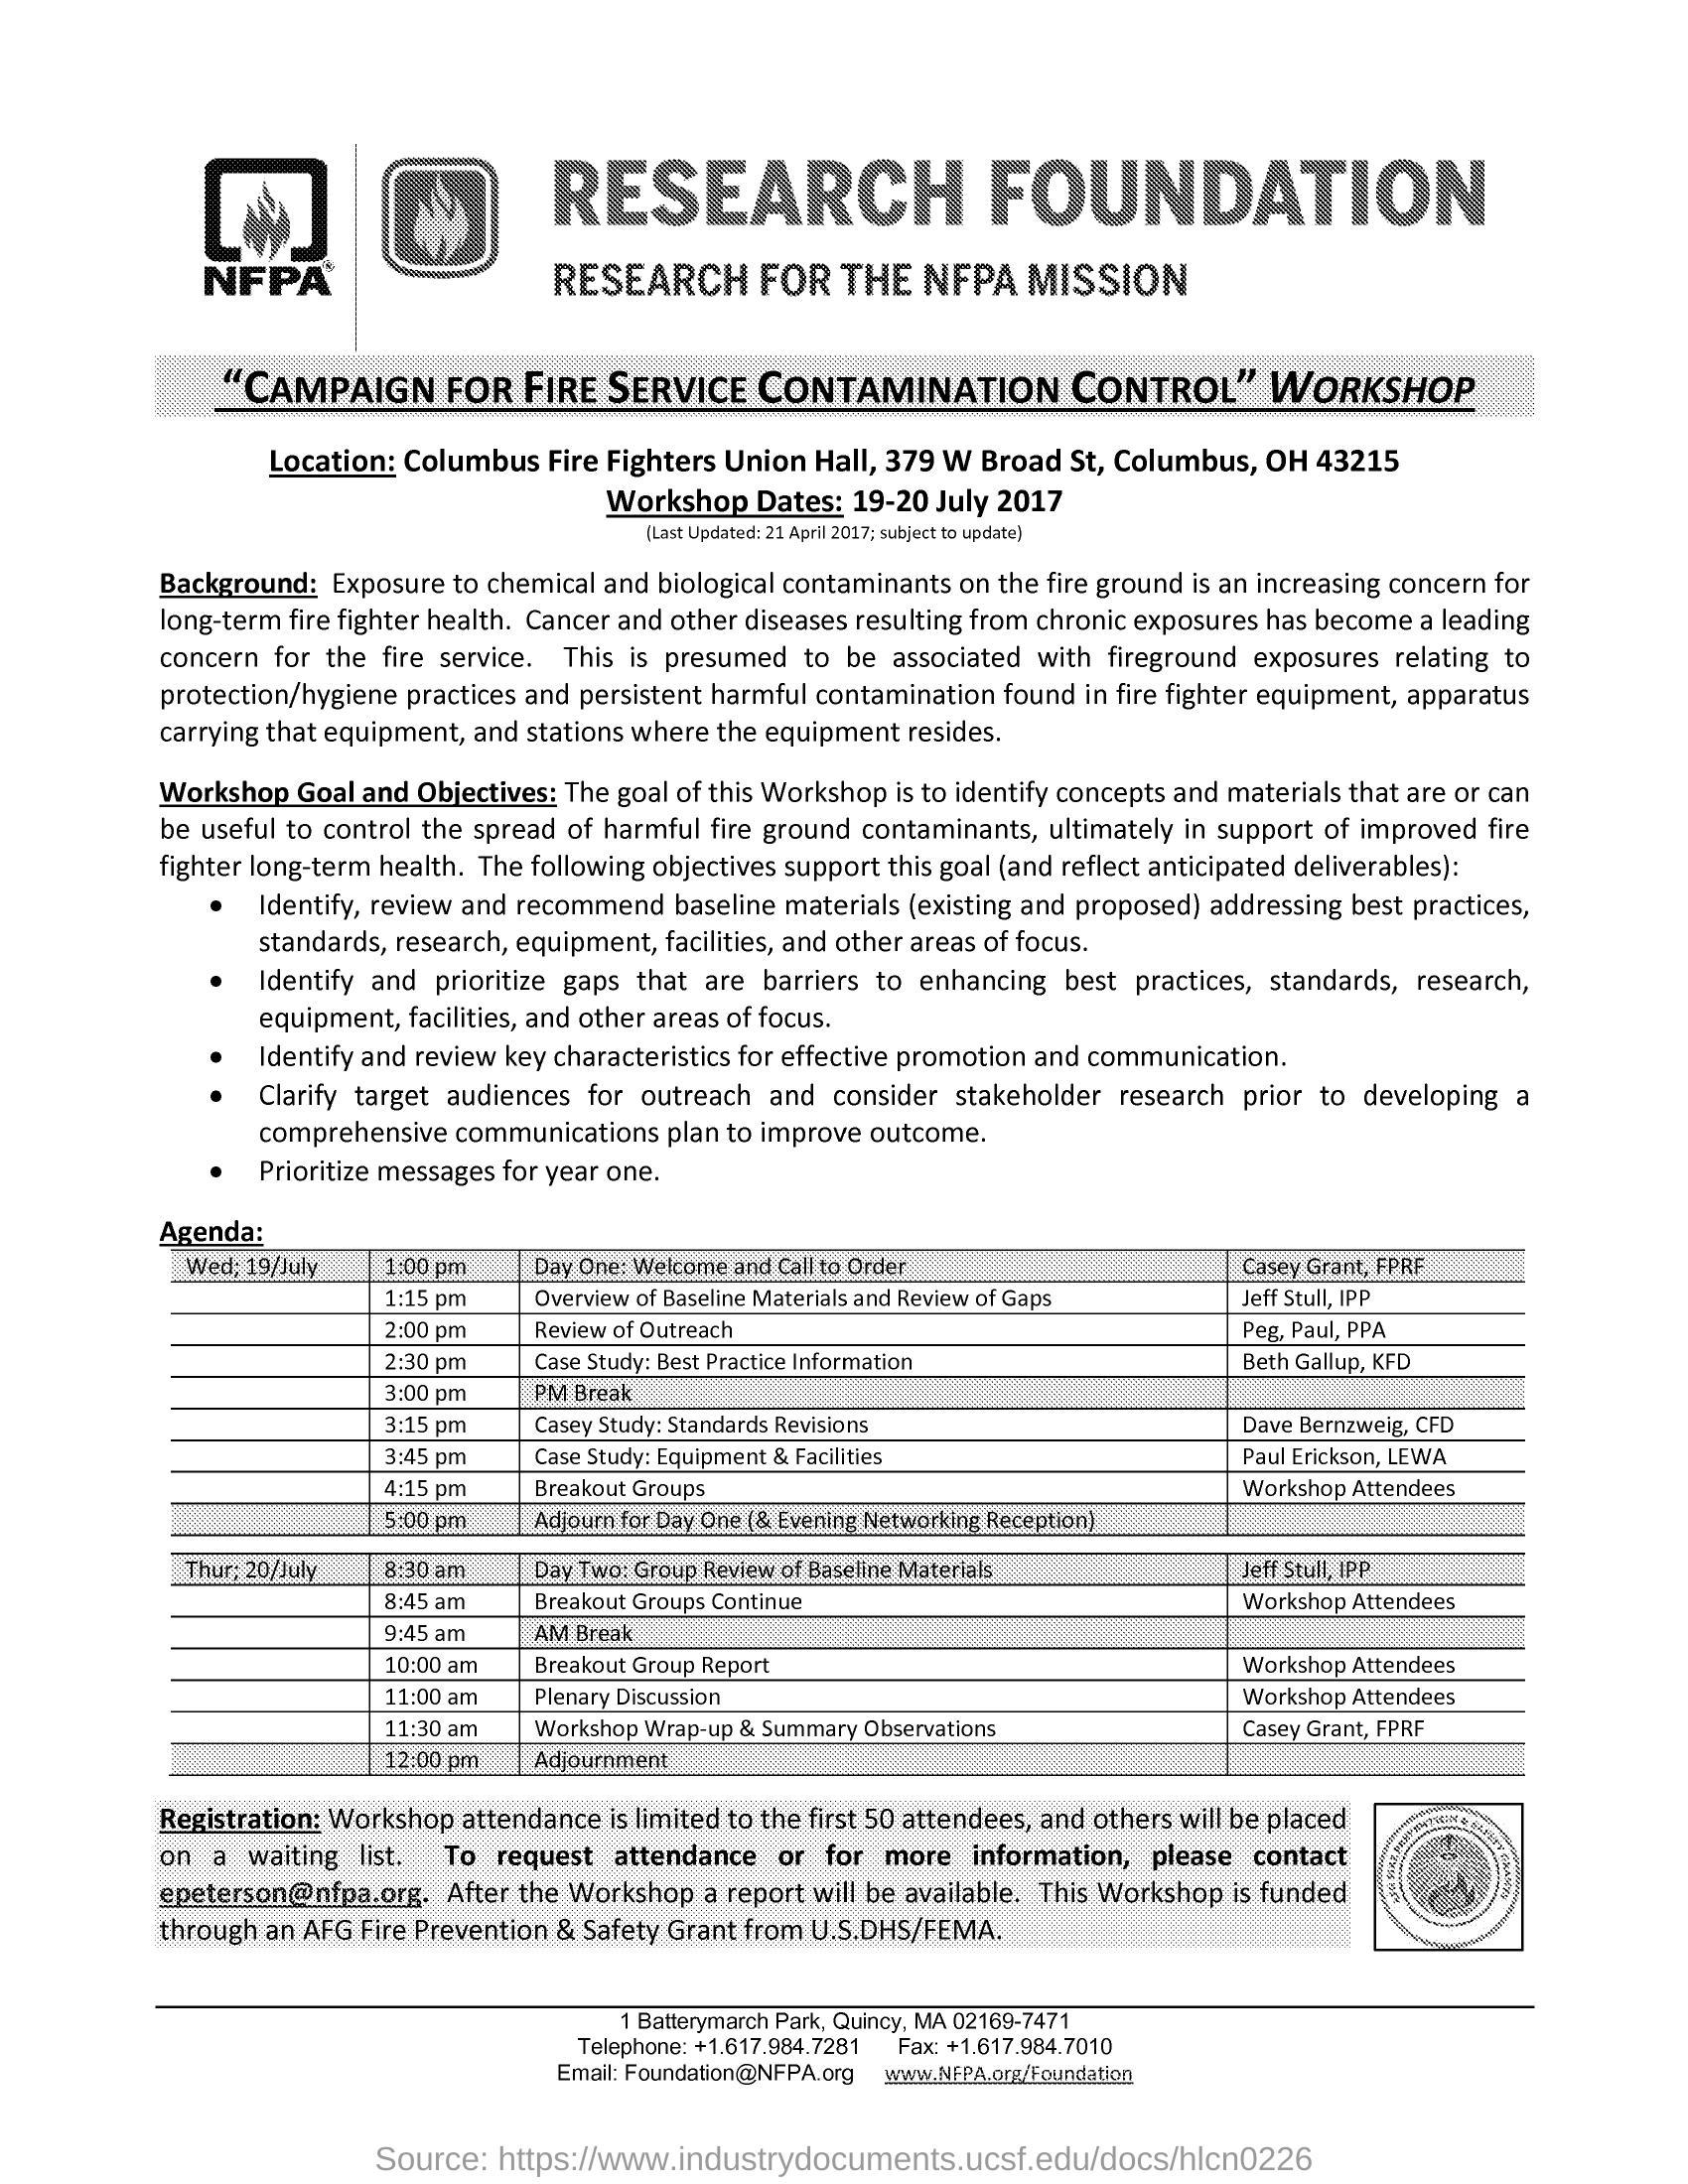 NFPA®
RESEARCH FOUNDATION
RESEARCH FOR THE NFPA MISSION
“CAMPAIGN FOR FIRE SERVICE CONTAMINATION CONTROL” WORKSHOP
Location: Columbus Fire Fighters Union Hall, 379 W Broad St, Columbus, OH 43215
Workshop Dates: 19-20 July 2017
(Last Updated: 21 April 2017; subject to update)
Background: Exposure to chemical and biological contaminants on the fire ground is an increasing concern for
long-term fire fighter health. Cancer and other diseases resulting from chronic exposures has become a leading
concern for the fire service. This is presumed to be associated with fireground exposures relating to
protection/hygiene practices and persistent harmful contamination found in fire fighter equipment, apparatus
carrying that equipment, and stations where the equipment resides.
Workshop Goal and Objectives: The goal of this Workshop is to identify concepts and materials that are or can
be useful to control the spread of harmful fire ground contaminants, ultimately in support of improved fire
fighter long-term health. The following objectives support this goal (and reflect anticipated deliverables):
• Identify, review and recommend baseline materials (existing and proposed) addressing best practices,
standards, research, equipment, facilities, and other areas of focus.
• Identify and prioritize gaps that are barriers to enhancing best practices, standards, research,
equipment, facilities, and other areas of focus.
• Identify and review key characteristics for effective promotion and communication.
• Clarify target audiences for outreach and consider stakeholder research prior to developing a
comprehensive communications plan to improve outcome.
• Prioritize messages for year one.
Agenda:
Wed; 19/July 1:00 pm Day One: Welcome and Call to Order Casey Grant, FPRF
1:15 pm Overview of Baseline Materials and Review of Gaps Jeff Stull, IPP
2:00 pm Review of Outreach Peg, Paul, PPA
2:30 pm Case Study: Best Practice Information Beth Gallup, KFD
3:00 pm PM Break
3:15 pm Casey Study: Standards Revisions Dave Bernzweig, CFD
3:45 pm Case Study: Equipment & Facilities Paul Erickson, LEWA
4:15 pm Breakout Groups Workshop Attendees
5:00 pm Adjourn for Day One (& Evening Networking Reception)
Thur; 20/July 8:30 am Day Two: Group Review of Baseline Materials Jeff Stull, IPP
8:45 am Breakout Groups Continue Workshop Attendees
9:45 am AM Break
10:00 am Breakout Group Report Workshop Attendees
11:00 am Plenary Discussion Workshop Attendees
11:30 am Workshop Wrap-up & Summary Observations Casey Grant, FPRF
12:00 pm Adjournment
Registration: Workshop attendance is limited to the first 50 attendees, and others will be placed
on a waiting list. To request attendance or for more information, please contact
epeterson@nfpa.org. After the Workshop a report will be available. This Workshop is funded
through an AFG Fire Prevention & Safety Grant from U.S.DHS/FEMA.
AFG FIRE PREVENTION & SAFETY GRANTS
1 Batterymarch Park, Quincy, MA 02169-7471
Telephone: +1.617.984.7281 Fax: +1.617.984.7010
Email: Foundation@NFPA.org www.NFPA.org/Foundation
Source: https://www.industrydocuments.ucsf.edu/docs/hlcn0226